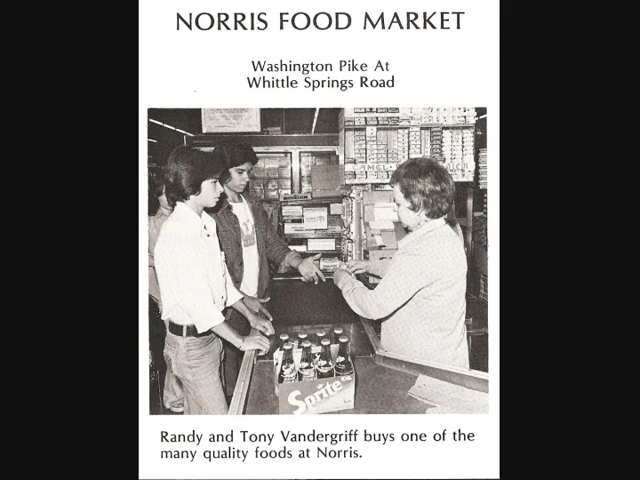 NORRIS FOOD MARKET
Washington Pike At
Whittle Springs Road
CAMEL
Sprite
Randy and Tony Vandergriff buys one of the
many quality foods at Norris.